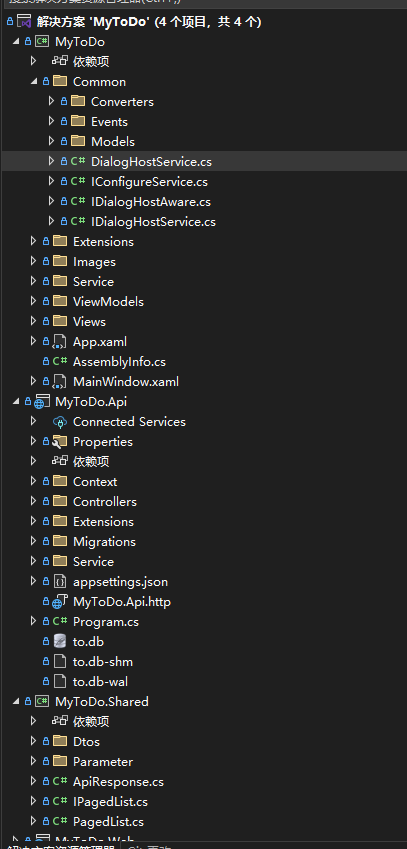 解决方案 'MyToDo' (4 个项目，共 4 个)
MyToDo
依赖项
Common
Converters
Events
Models
C# DialogHostService.cs
C# IConfigureService.cs
C# IDialogHostAware.cs
C# IDialogHostService.cs
Extensions
Images
Service
ViewModels
Views
App.xaml
C# AssemblyInfo.cs
MainWindow.xaml
MyToDo.Api
Connected Services
Properties
依赖项
Context
Controllers
Extensions
Migrations
Service
appsettings.json
MyToDo.Api.http
C# Program.cs
to.db
to.db-shm
to.db-wal
C# MyToDo.Shared
依赖项
Dtos
Parameter
C# ApiResponse.cs
C# IPagedList.cs
C# PagedList.cs
MyToDo.Web